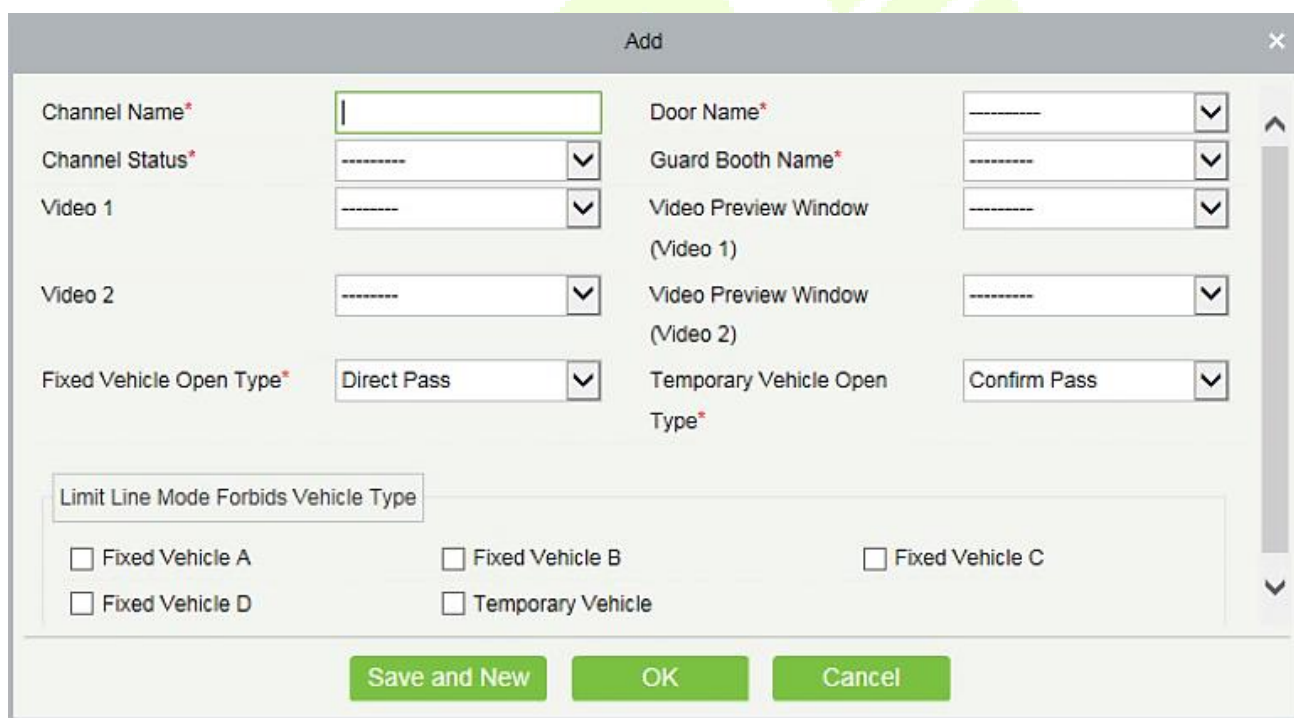 Add
Channel Name* Door Name* ---------
Channel Status* --------- Guard Booth Name* ---------
Video 1 -------- Video Preview Window ---------
(Video 1)
Video 2 -------- Video Preview Window ---------
(Video 2)
Fixed Vehicle Open Type* Direct Pass Temporary Vehicle Open Confirm Pass
Type*
Limit Line Mode Forbids Vehicle Type
Fixed Vehicle A Fixed Vehicle B Fixed Vehicle C
Fixed Vehicle D Temporary Vehicle
Save and New OK Cancel